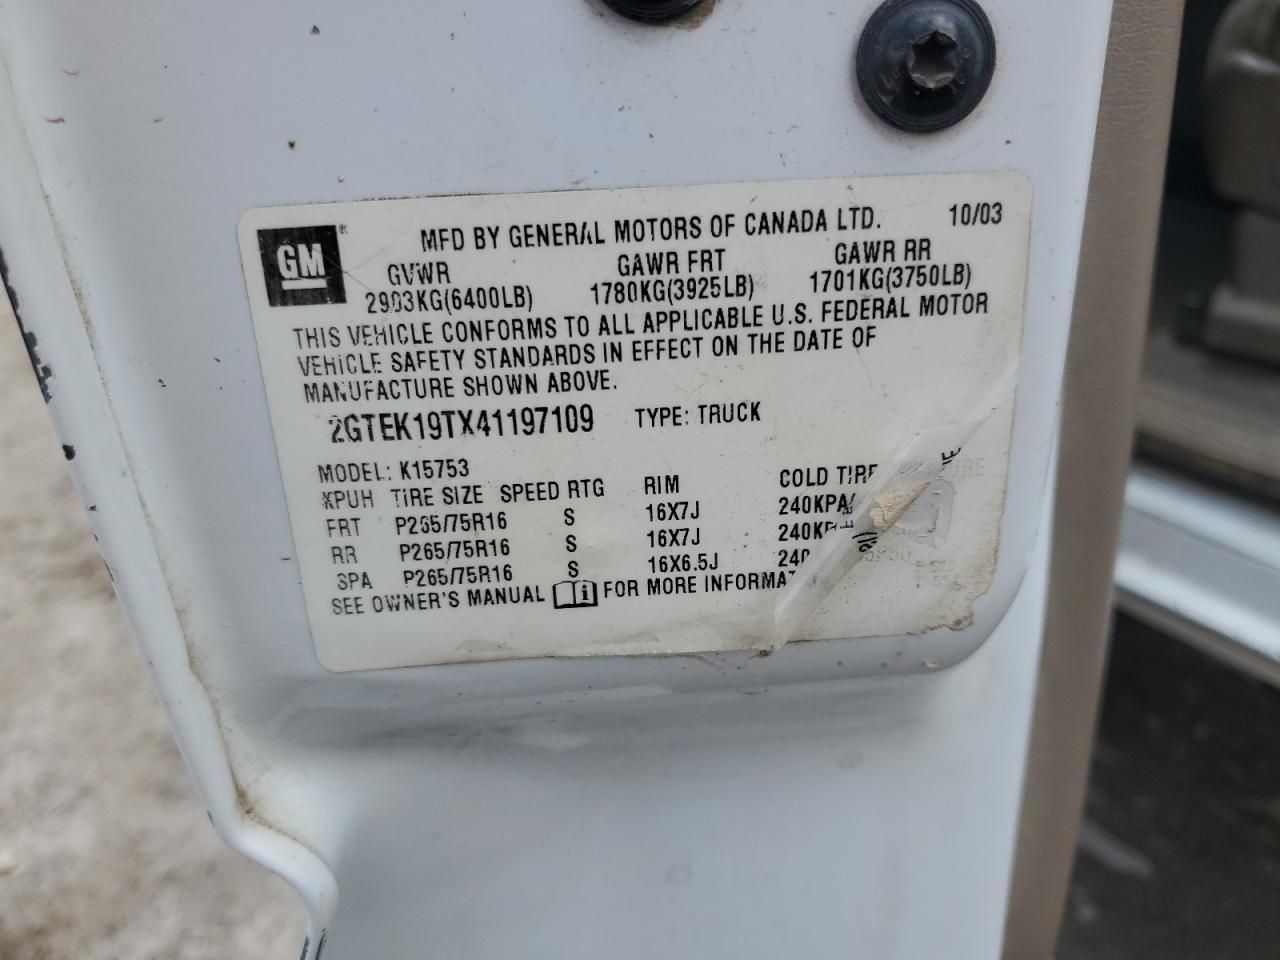 GM® MFD BY GENERAL MOTORS OF CANADA LTD. 10/03
GVWR GAWR FRT GAWR RR
2903KG(6400LB) 1780KG(3925LB) 1701KG(3750LB)
THIS VEHICLE CONFORMS TO ALL APPLICABLE U.S. FEDERAL MOTOR
VEHICLE SAFETY STANDARDS IN EFFECT ON THE DATE OF
MANUFACTURE SHOWN ABOVE.
2GTEK19TX41197109 TYPE: TRUCK
MODEL: K15753
KPUH TIRE SIZE SPEED RTG RIM COLD TIRE
FRT P265/75R16 S 16X7J 240KPA/
RR P265/75R16 S 16X7J
SPA P265/75R16 S 16X6.5J
SEE OWNER'S MANUAL FOR MORE